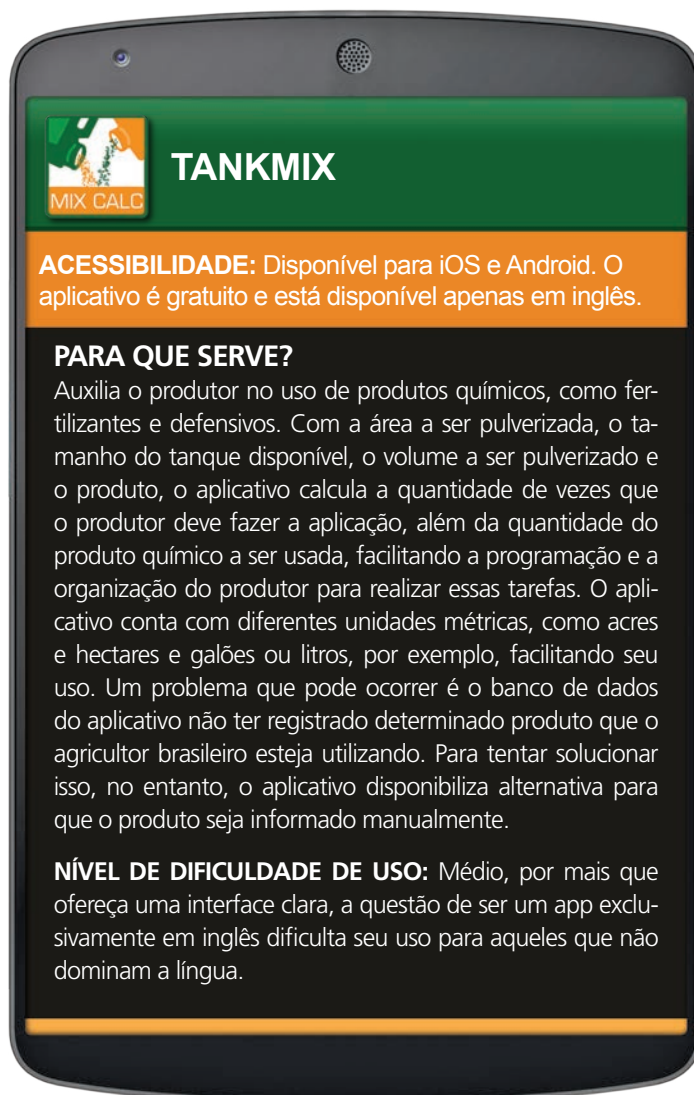 MIX CALC
TANKMIX
ACESSIBILIDADE: Disponível para iOS e Android. O
aplicativo é gratuito e está disponível apenas em inglês.
PARA QUE SERVE?
Auxilia o produtor no uso de produtos químicos, como fer-
tilizantes e defensivos. Com a área a ser pulverizada, o ta-
manho do tanque disponível, o volume a ser pulverizado e
o produto, o aplicativo calcula a quantidade de vezes que
o produtor deve fazer a aplicação, além da quantidade do
produto químico a ser usada, facilitando a programação e a
organização do produtor para realizar essas tarefas. O apli-
cativo conta com diferentes unidades métricas, como acres
e hectares e galões ou litros, por exemplo, facilitando seu
uso. Um problema que pode ocorrer é o banco de dados
do aplicativo não ter registrado determinado produto que o
agricultor brasileiro esteja utilizando. Para tentar solucionar
isso, no entanto, o aplicativo disponibiliza alternativa para
que o produto seja informado manualmente.
NÍVEL DE DIFICULDADE DE USO: Médio, por mais que
ofereça uma interface clara, a questão de ser um app exclu-
sivamente em inglês dificulta seu uso para aqueles que não
dominam a língua.